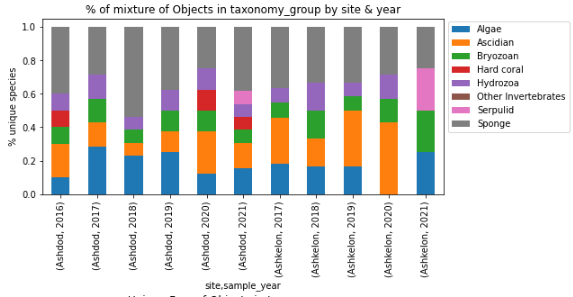 % of mixture of Objects in taxonomy_group by site & year
% unique species
1.0
0.8
0.6
0.4
0.2
0.0
Algae
Ascidian
Bryozoan
Hard coral
Hydrozoa
Other Invertebrates
Serpulid
Sponge
(Ashdod, 2016)
(Ashdod, 2017)
(Ashdod, 2018)
(Ashdod, 2019)
(Ashdod, 2020)
(Ashdod, 2021)
(Ashkelon, 2017)
(Ashkelon, 2018)
(Ashkelon, 2019)
(Ashkelon, 2020)
(Ashkelon, 2021)
site,sample_year